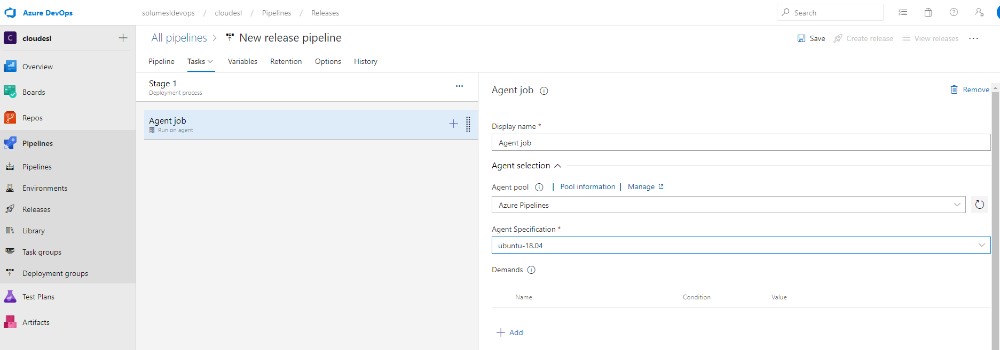 Azure DevOps
solumesldevops / cloudesl / Pipelines / Releases
Search
C cloudesl
Overview
Boards
Repos
Pipelines
Pipelines
Environments
Releases
Library
Task groups
Deployment groups
Test Plans
Artifacts
All pipelines > New release pipeline
Save Create release View releases ...
Pipeline Tasks Variables Retention Options History
Stage 1
Deployment process
Agent job
Run on agent
Agent job
Remove
Display name *
Agent job
Agent selection
Agent pool | Pool information | Manage
Azure Pipelines
Agent Specification *
ubuntu-18.04
Demands
Name Condition Value
+ Add